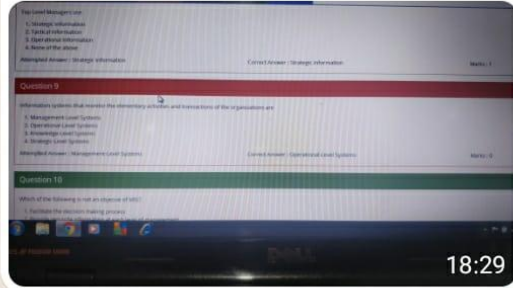 Top Level Managers use
1. Strategic Information
2. Tactical Information
3. Operational Information
4. None of the above
Attempted Answer : Strategic Information Correct Answer : Strategic Information Marks : 1
Question 9
Information systems that monitor the elementary activities and transactions of the organisations are
1. Management Level Systems
2. Operational Level Systems
3. Knowledge Level Systems
4. Strategic Level Systems
Attempted Answer : Management Level Systems Correct Answer : Operational Level Systems Marks : 0
Question 10
Which of the following is not an objective of MIS?
1. Facilitate the decision making process
DELL
18:29